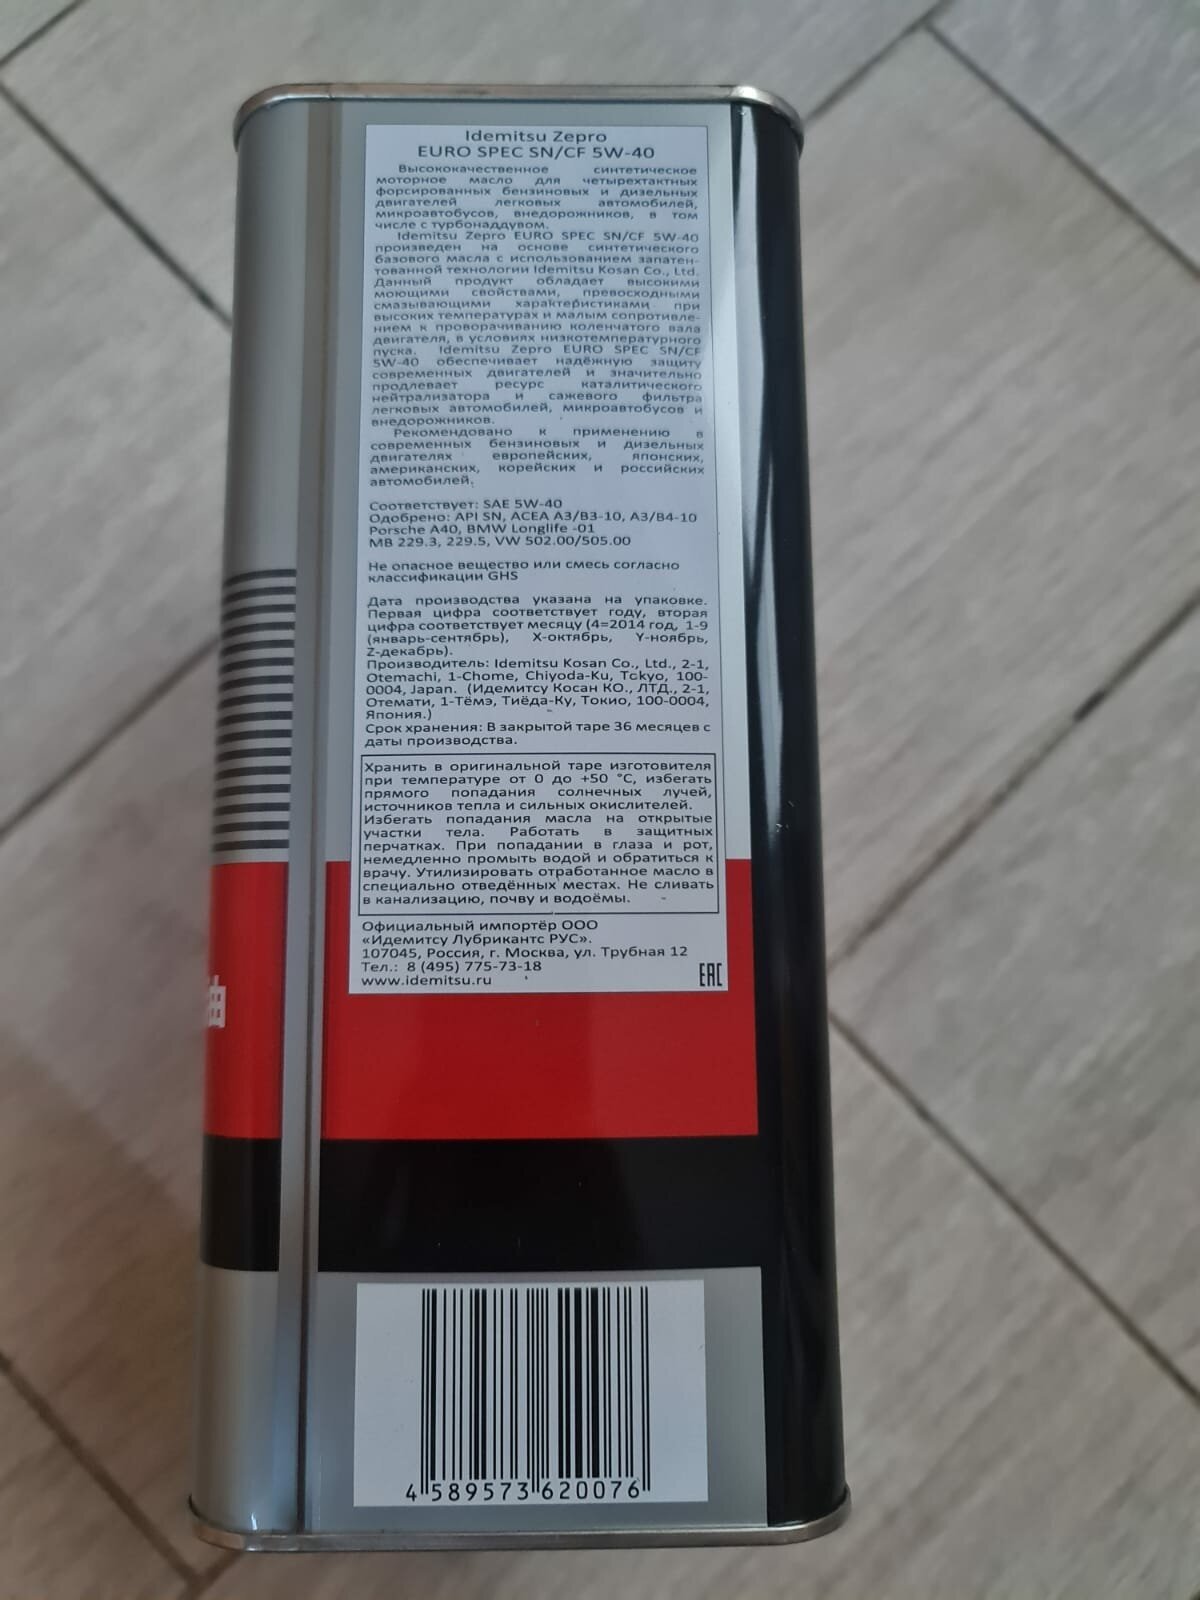 Idemitsu Zepro
EURO SPEC SN/CF 5W-40
Высококачественное синтетическое
моторное масло для четырехтактных
форсированных бензиновых и дизельных
двигателей легковых автомобилей,
микроавтобусов, внедорожников, в том
числе с турбонаддувом.
Idemitsu Zepro EURO SPEC SN/CF 5W-40
произведен на основе синтетического
базового масла с использованием запатен-
тованной технологии Idemitsu Kosan Co., Ltd.
Данный продукт обладает высокими
моющими свойствами, превосходными
смазывающими характеристиками при
высоких температурах и малым сопротивле-
нием к проворачиванию коленчатого вала
двигателя, в условиях низкотемпературного
пуска. Idemitsu Zepro EURO SPEC SN/CF
5W-40 обеспечивает надёжную защиту
современных двигателей и значительно
продлевает ресурс каталитического
нейтрализатора и сажевого фильтра
легковых автомобилей, микроавтобусов и
внедорожников.
Рекомендовано к применению в
современных бензиновых и дизельных
двигателях европейских, японских,
американских, корейских и российских
автомобилей.
Соответствует: SAE 5W-40
Одобрено: API SN, ACEA A3/B3-10, A3/B4-10
Porsche A40, BMW Longlife -01
MB 229.3, 229.5, VW 502.00/505.00
Не опасное вещество или смесь согласно
классификации GHS
Дата производства указана на упаковке.
Первая цифра соответствует году, вторая
цифра соответствует месяцу (4=2014 год, 1-9
(январь-сентябрь), X-октябрь, Y-ноябрь,
Z-декабрь).
Производитель: Idemitsu Kosan Co., Ltd., 2-1,
Otemachi, 1-Chome, Chiyoda-Ku, Tokyo, 100-
0004, Japan. (Идемитсу Косан КО., ЛТД., 2-1,
Отемати, 1-Тёмэ, Тиёда-Ку, Токио, 100-0004,
Япония.)
Срок хранения: В закрытой таре 36 месяцев с
даты производства.
Хранить в оригинальной таре изготовителя
при температуре от 0 до +50 °C, избегать
прямого попадания солнечных лучей,
источников тепла и сильных окислителей.
Избегать попадания масла на открытые
участки тела. Работать в защитных
перчатках. При попадании в глаза и рот,
немедленно промыть водой и обратиться к
врачу. Утилизировать отработанное масло в
специально отведённых местах. Не сливать
в канализацию, почву и водоёмы.
Официальный импортёр ООО
«Идемитсу Лубрикантс РУС».
107045, Россия, г. Москва, ул. Трубная 12
Тел.: 8 (495) 775-73-18
www.idemitsu.ru
EAC
油
4 589573 620076